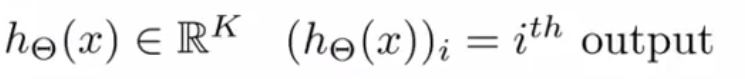 h_Θ(x) ∈ ℝ^K (h_Θ(x))_i = i^{th} output